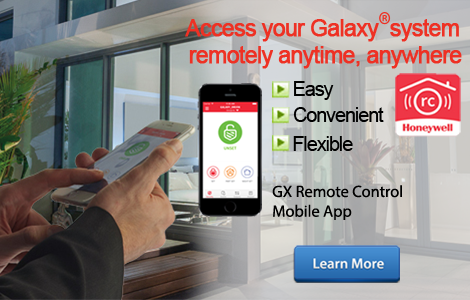 Access your Galaxy® system
remotely anytime, anywhere
Easy
Convenient
Flexible
rc
Honeywell
GX Remote Control
Mobile App
Learn More